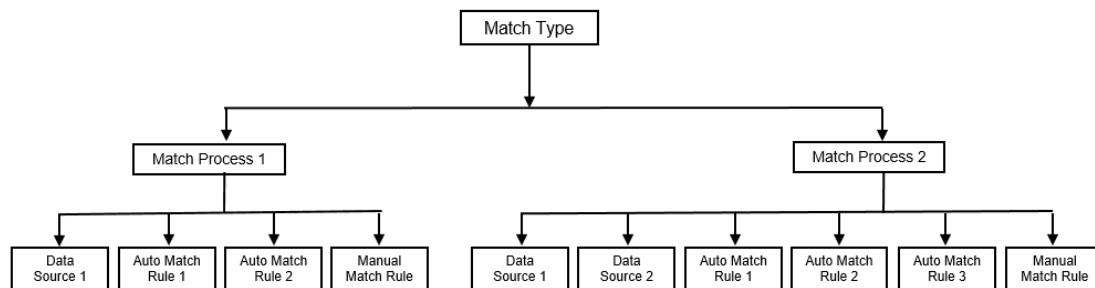 Match Type
Match Process 1
Match Process 2
Data
Source 1
Auto Match
Rule 1
Auto Match
Rule 2
Manual
Match Rule
Data
Source 1
Data
Source 2
Auto Match
Rule 1
Auto Match
Rule 2
Auto Match
Rule 3
Manual
Match Rule